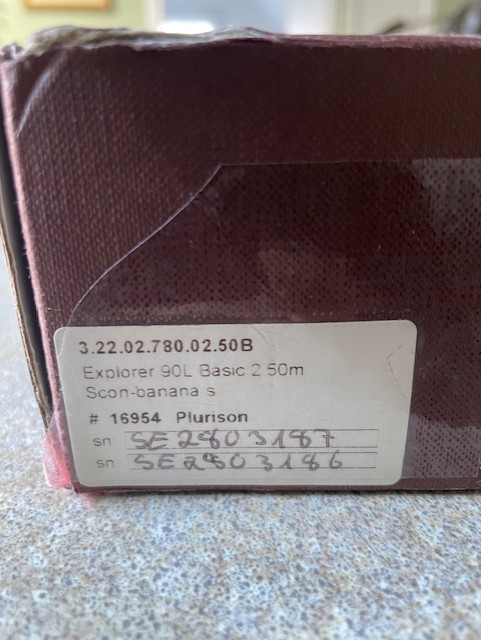 3.22.02.780.02.50B
Explorer 90L Basic 2.50m
Scon-banana s
# 16954 Plurison
sn SE2803187
sn SE2803186